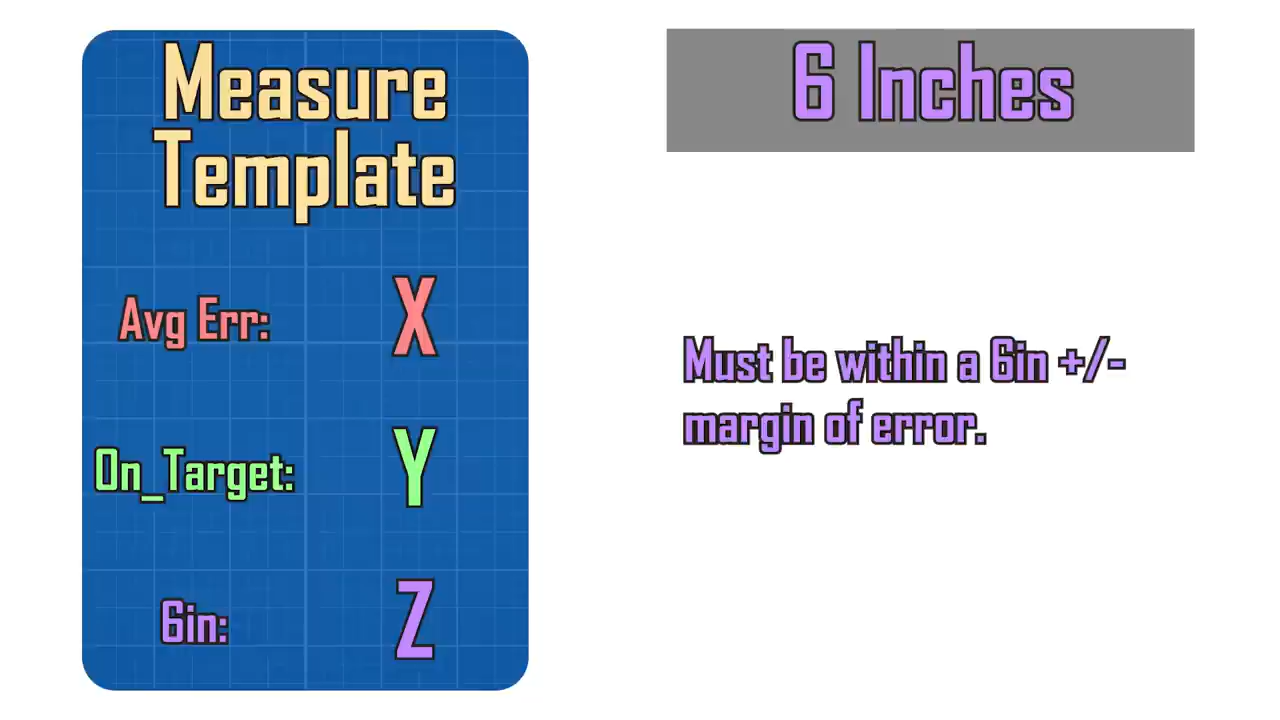 Measure
Template
Avg Err: X
On_Target: Y
6in: Z
6 Inches
Must be within a 6in +/-
margin of error.